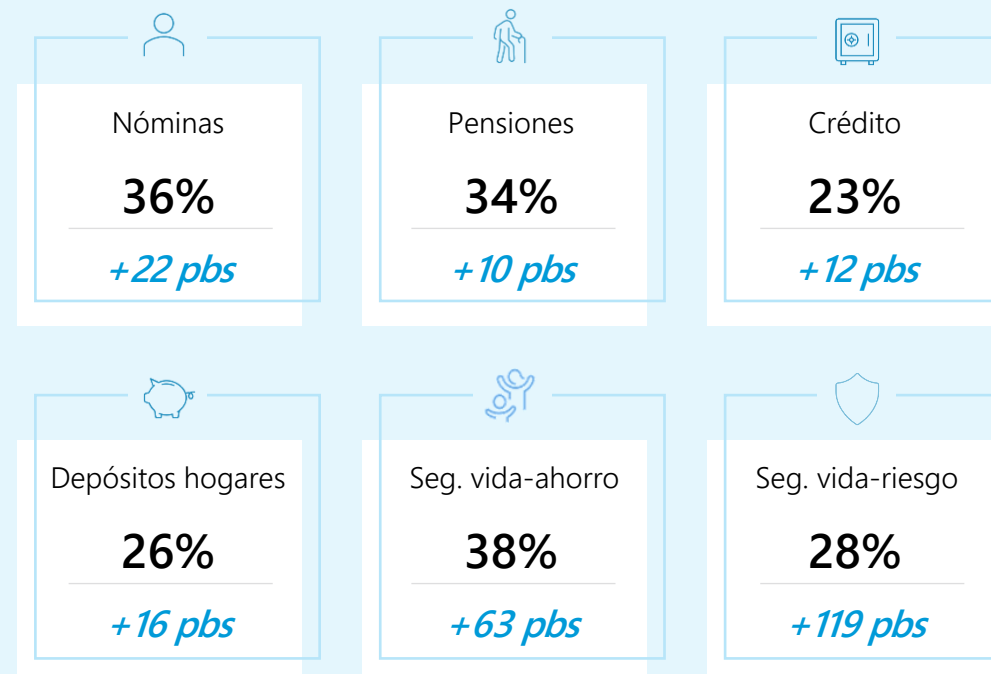 Nóminas
36%
+22 pbs
Pensiones
34%
+10 pbs
Crédito
23%
+12 pbs
Depósitos hogares
26%
+16 pbs
Seg. vida-ahorro
38%
+63 pbs
Seg. vida-riesgo
28%
+119 pbs